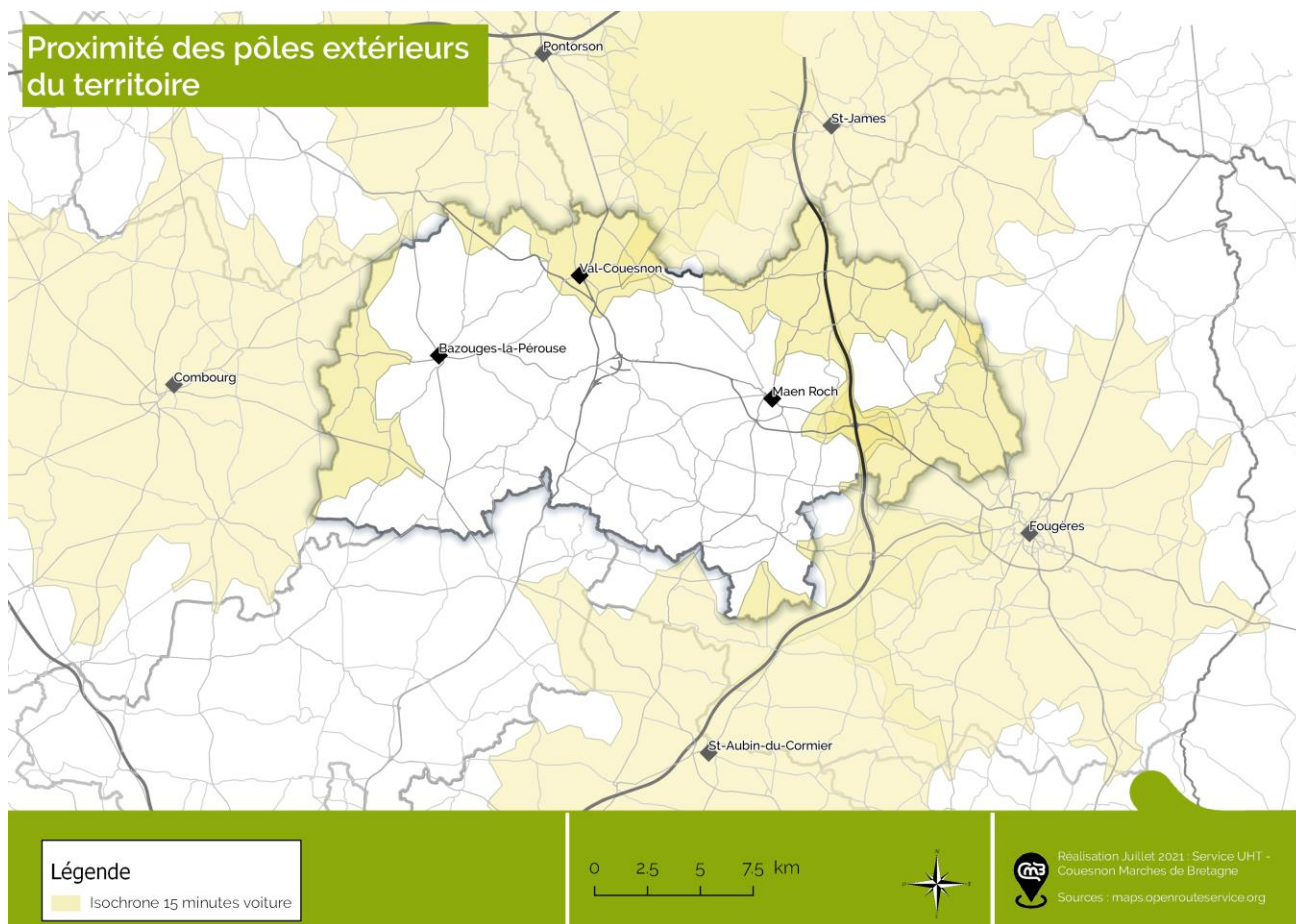 Proximité des pôles extérieurs
du territoire
Pontorson
St-James
Val-Couesnon
Bazouges-la-Pérouse
Combourg
Maen Roch
Fougères
St-Aubin-du-Cormier
Légende
Isochrone 15 minutes voiture
0 2.5 5 7.5 km
Réalisation Juillet 2021 : Service UHT -
Couesnon Marches de Bretagne
Sources : maps.openrouteservice.org